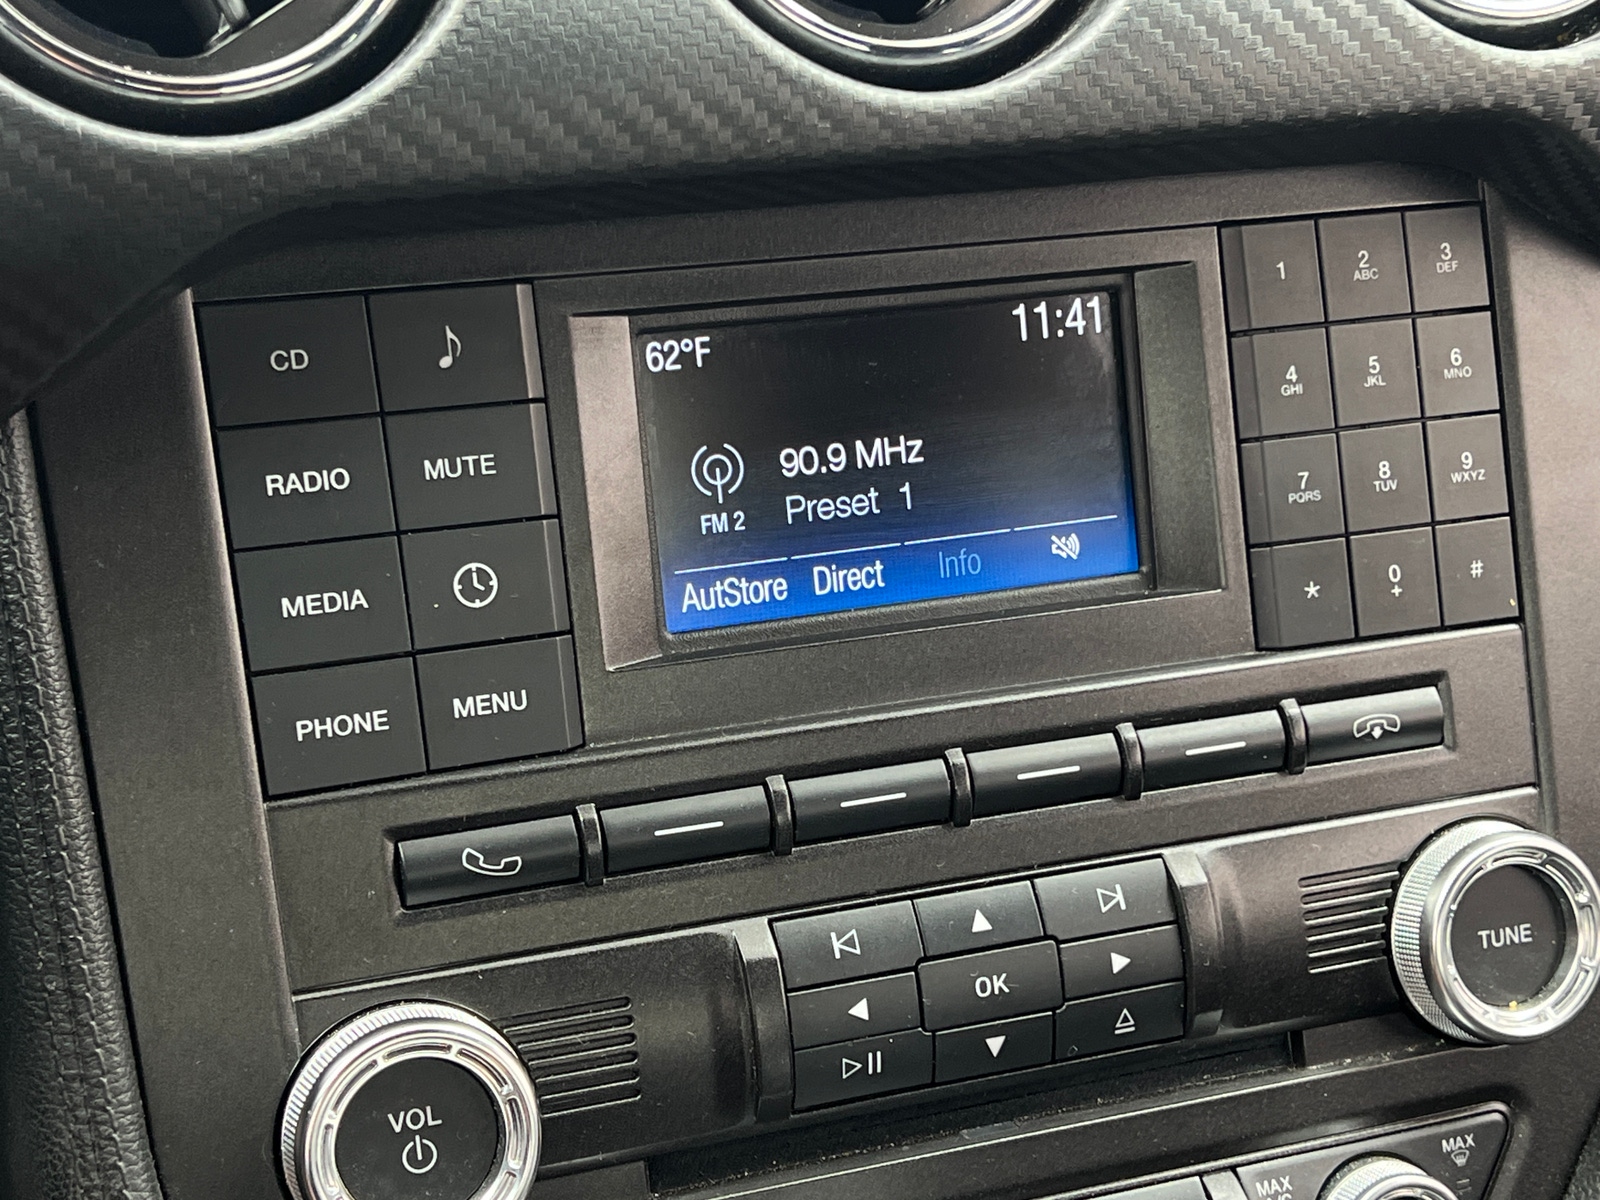 62°F
11:41
90.9 MHz
FM 2
Preset 1
AutStore Direct Info
CD
RADIO MUTE
MEDIA
PHONE MENU
1 2 ABC 3 DEF
4 GHI 5 JKL 6 MNO
7 PQRS 8 TUV 9 WXYZ
* 0 + #
OK
TUNE
VOL
MAX
MAX